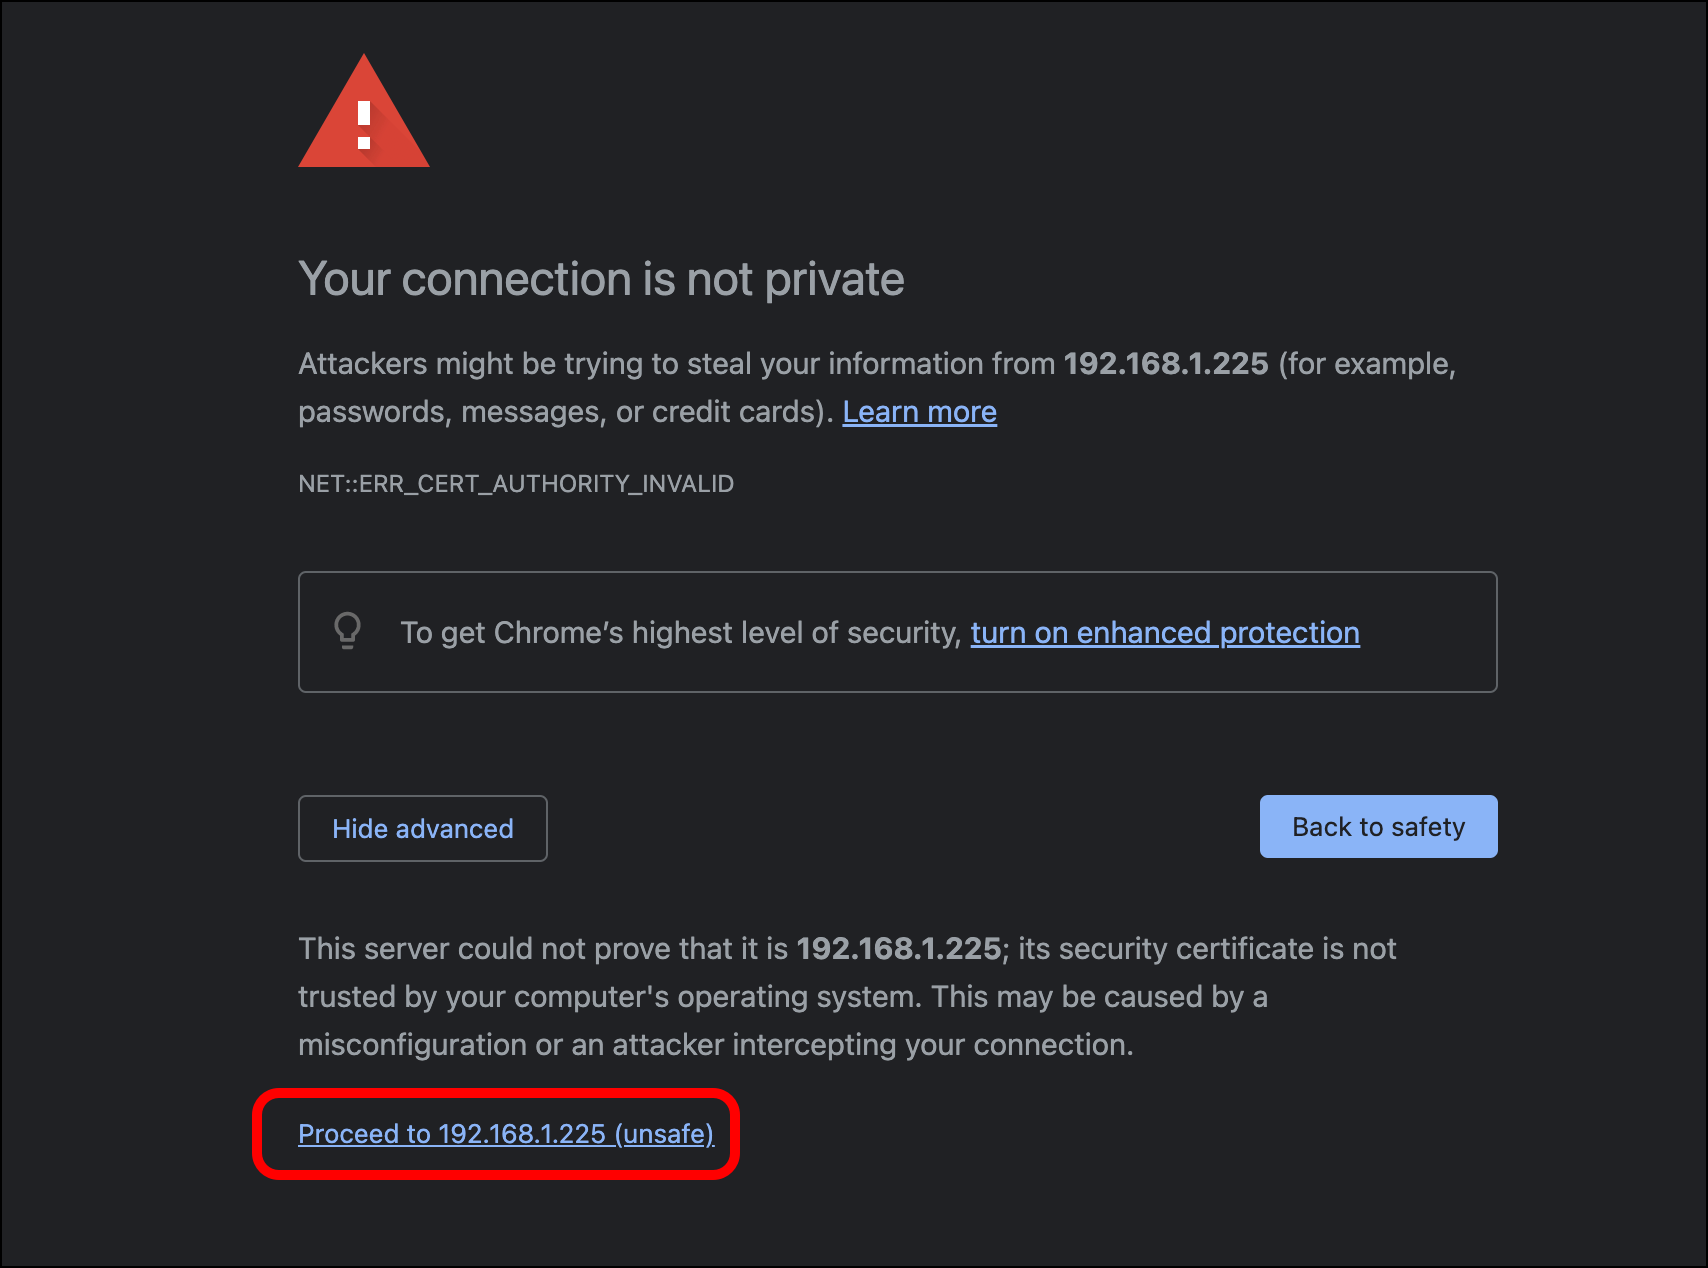 Your connection is not private
Attackers might be trying to steal your information from 192.168.1.225 (for example,
passwords, messages, or credit cards). Learn more
NET::ERR_CERT_AUTHORITY_INVALID
To get Chrome’s highest level of security, turn on enhanced protection
Hide advanced
Back to safety
This server could not prove that it is 192.168.1.225; its security certificate is not
trusted by your computer's operating system. This may be caused by a
misconfiguration or an attacker intercepting your connection.
Proceed to 192.168.1.225 (unsafe)